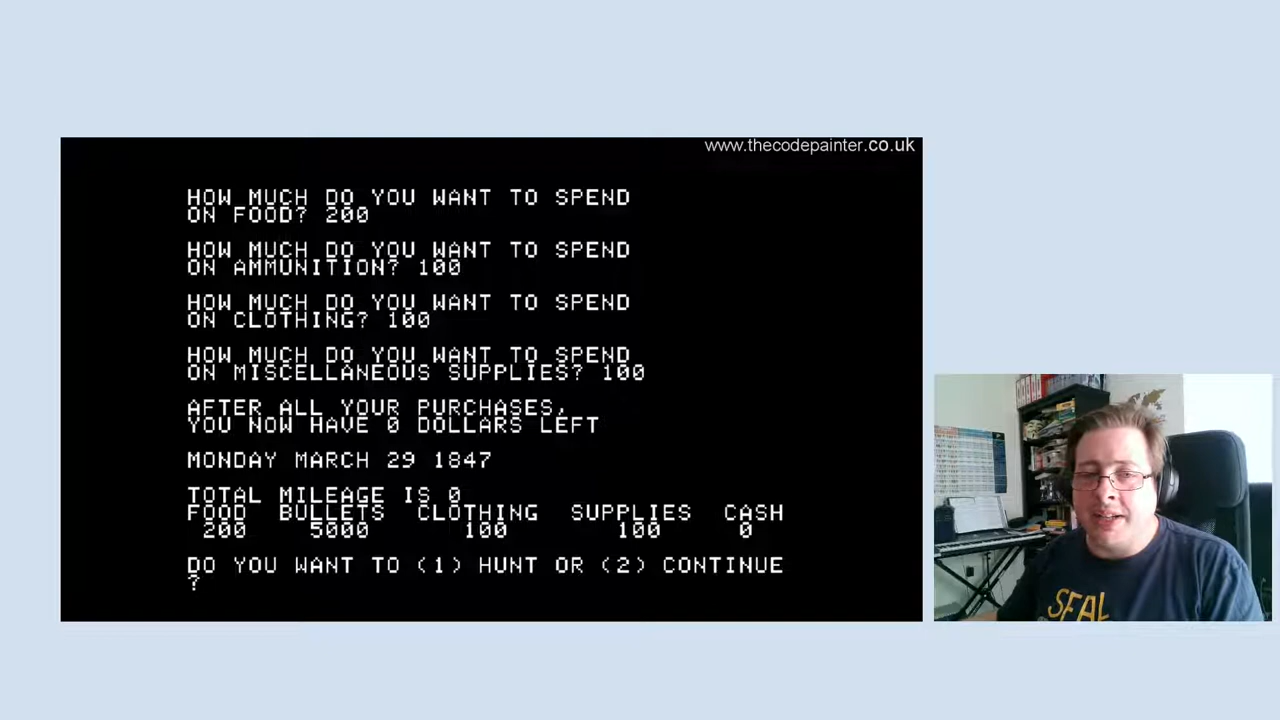 www.thecodepainter.co.uk
HOW MUCH DO YOU WANT TO SPEND
ON FOOD? 200
HOW MUCH DO YOU WANT TO SPEND
ON AMMUNITION? 100
HOW MUCH DO YOU WANT TO SPEND
ON CLOTHING? 100
HOW MUCH DO YOU WANT TO SPEND
ON MISCELLANEOUS SUPPLIES? 100
AFTER ALL YOUR PURCHASES,
YOU NOW HAVE 0 DOLLARS LEFT
MONDAY MARCH 29 1847
TOTAL MILEAGE IS 0
FOOD BULLETS CLOTHING SUPPLIES CASH
200 5000 100 100 0
DO YOU WANT TO (1) HUNT OR (2) CONTINUE
?
SEAL